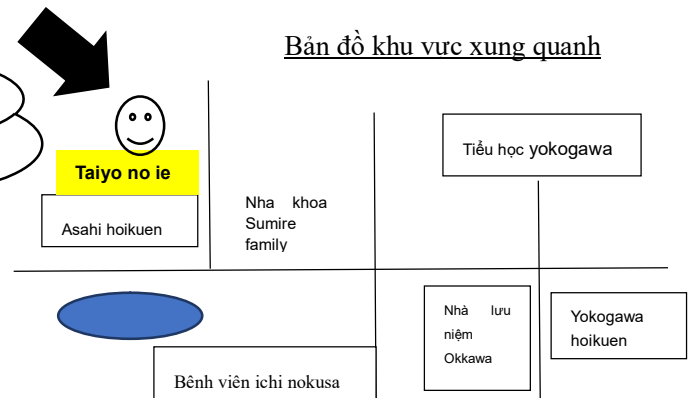 Bản đồ khu vực xung quanh
Tiểu học yokogawa
Taiyo no ie
Asahi hoikuen
Nha khoa
Sumire
family
Nhà lưu
niệm
Okkawa
Yokogawa
hoikuen
Bênh viên ichi nokusa